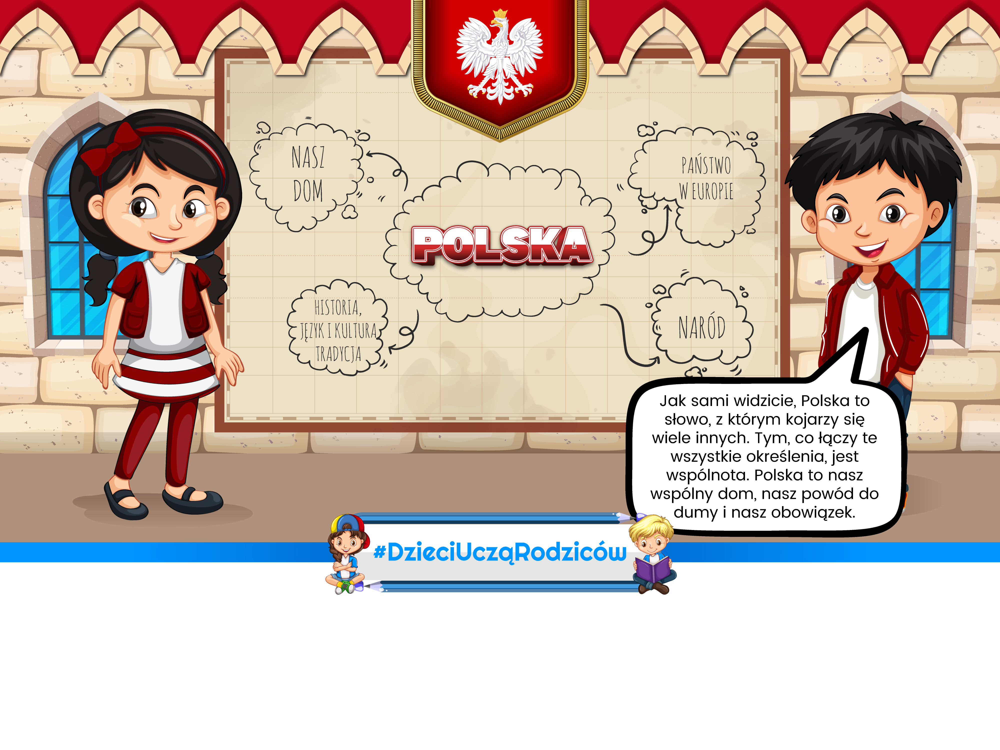 NASZ
DOM
PAŃSTWO
W EUROPIE
POLSKA
HISTORIA,
JĘZYK I KULTURA
TRADYCJA
NARÓD
Jak sami widzicie, Polska to
słowo, z którym kojarzy się
wiele innych. Tym, co łączy te
wszystkie określenia, jest
wspólnota. Polska to nasz
wspólny dom, nasz powód do
dumy i nasz obowiązek.
#DzieciUcząRodziców